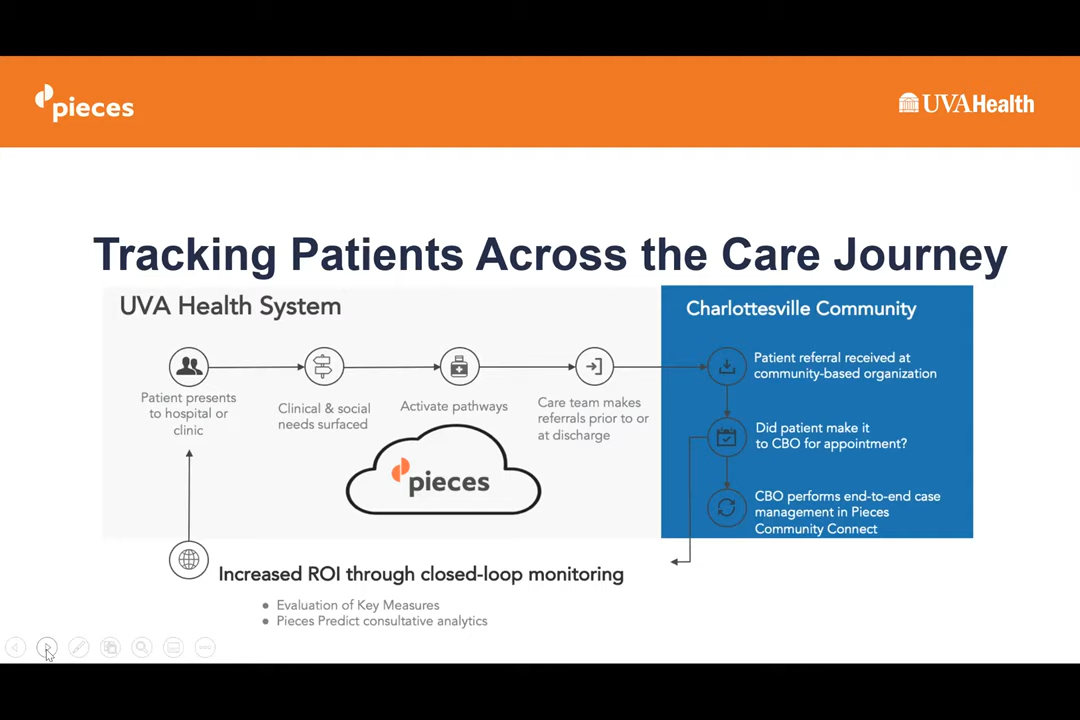 pieces
UVAHealth
Tracking Patients Across the Care Journey
UVA Health System
Charlottesville Community
Patient presents
to hospital or
clinic
Clinical & social
needs surfaced
Activate pathways
Care team makes
referrals prior to or
at discharge
Patient referral received at
community-based organization
Did patient make it
to CBO for appointment?
CBO performs end-to-end case
management in Pieces
Community Connect
pieces
Increased ROI through closed-loop monitoring
● Evaluation of Key Measures
● Pieces Predict consultative analytics